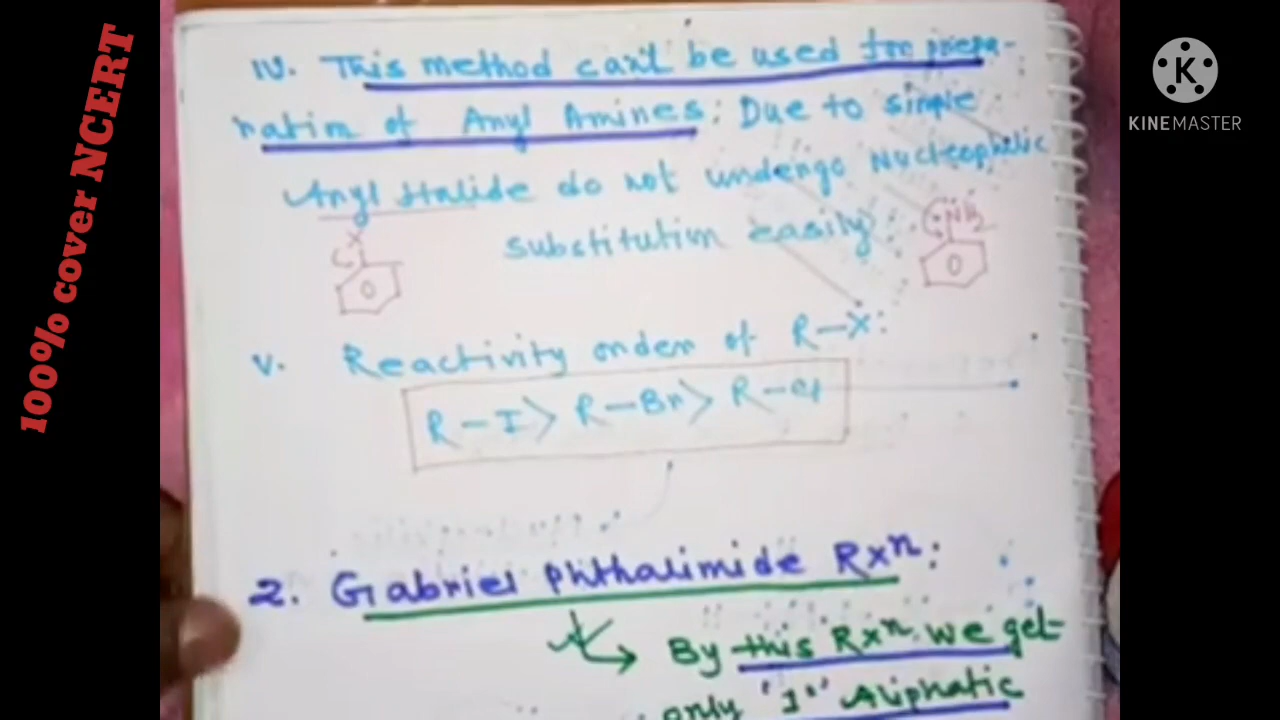 100% cover NCERT
K
KINEMASTER
IV. This method can't be used for prepa-
ration of Aryl Amines: Due to simple
Aryl Halide do not undergo Nucleophilic
substitution easily
X
NH2
V. Reactivity order of R-X:
R-I > R-Br > R-Cl
2. Gabriel Phthalimide Rxn:
By this Rxn we get
only '1°' Aliphatic